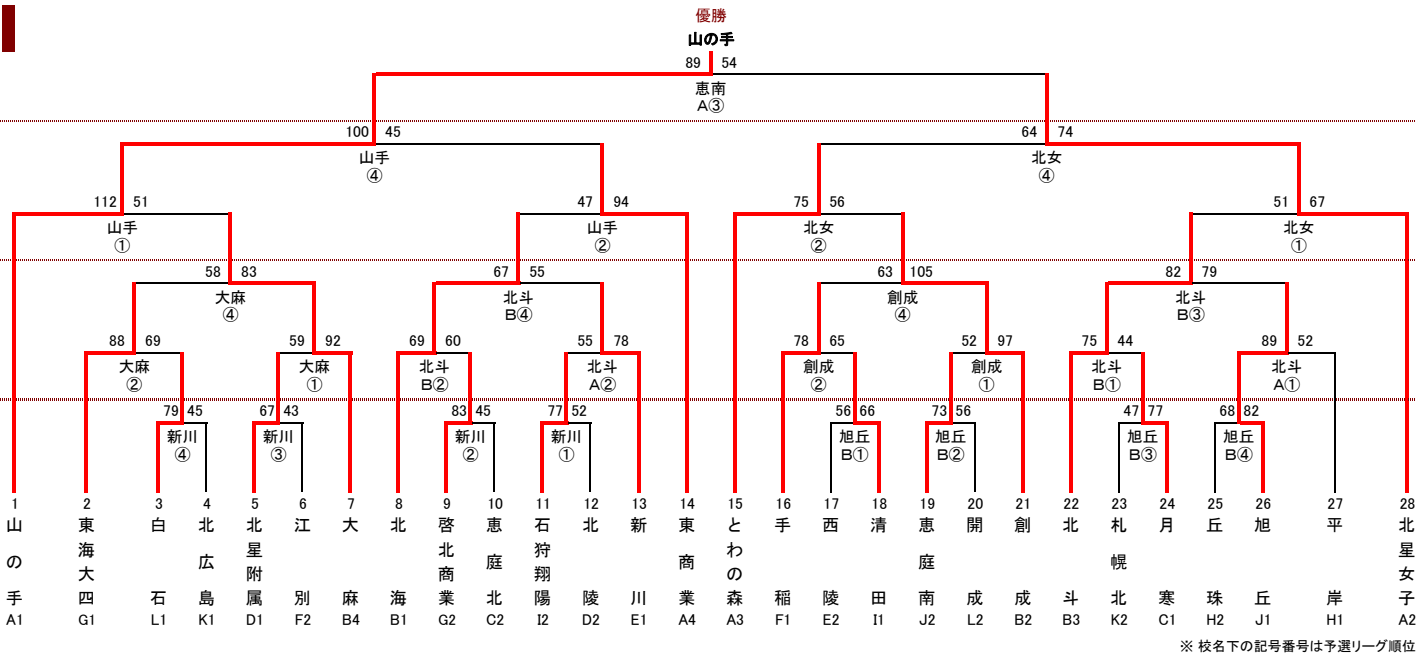 優勝
山の手
89 54
恵南
A③
100 45
山手
④
64 74
北女
④
112 51
山手
①
47 94
山手
②
75 56
北女
②
51 67
北女
①
58 83
大麻
④
67 55
北斗
B④
63 105
創成
④
82 79
北斗
B③
88 69
大麻
②
59 92
大麻
①
69 60
北斗
B②
55 78
北斗
A②
78 65
創成
②
52 97
創成
①
75 44
北斗
B①
89 52
北斗
A①
79 45
新川
④
67 43
新川
③
83 45
新川
②
77 52
新川
①
56 66
旭丘
B①
73 56
旭丘
B②
47 77
旭丘
B③
68 82
旭丘
B④
1 山の手 A1
2 東海大四 G1
3 白石 L1
4 北広島 K1
5 北星附属 D1
6 江別 F2
7 大麻 B4
8 北海 B1
9 啓北商業 G2
10 恵庭北 C2
11 石狩翔陽 I2
12 北陵 D2
13 新川 E1
14 東商業 A4
15 とわの森 A3
16 手稲 F1
17 西陵 E2
18 清田 I1
19 恵庭南 J2
20 開成 L2
21 創成 B2
22 北斗 B3
23 札幌北 K2
24 月寒 C1
25 丘珠 H2
26 旭丘 J1
27 平岸 H1
28 北星女子 A2
※ 校名下の記号番号は予選リーグ順位